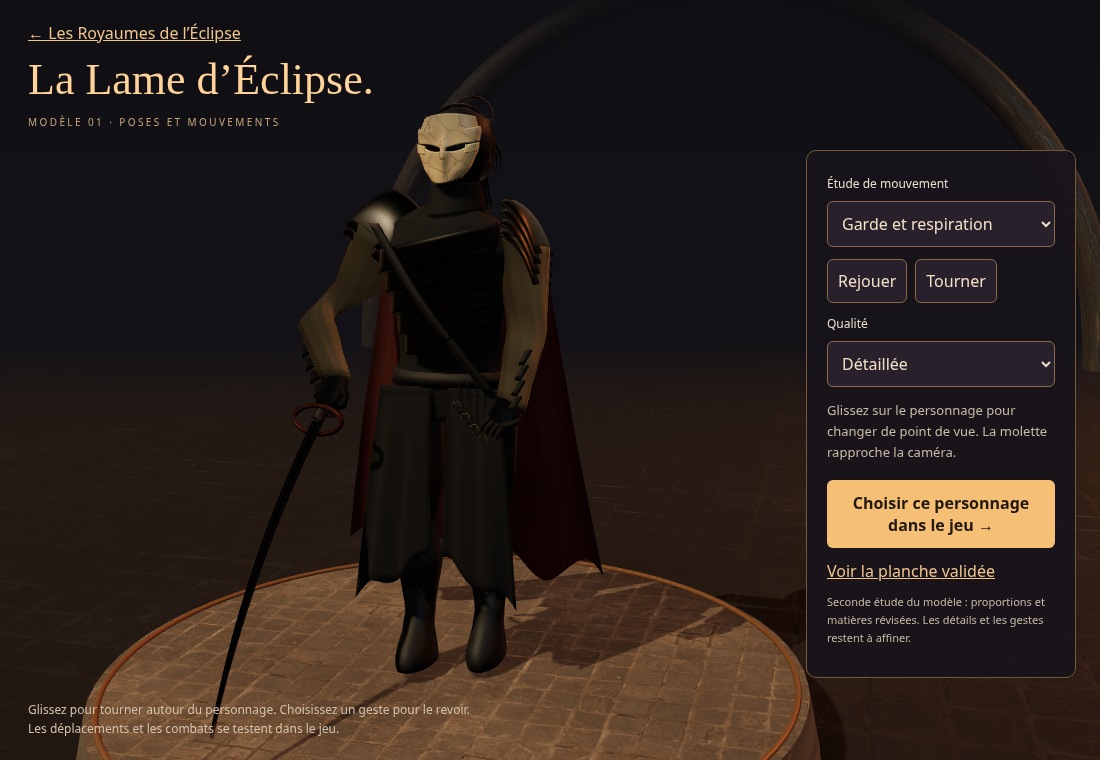 ← Les Royaumes de l’Éclipse
La Lame d’Éclipse.
MODÈLE 01 · POSES ET MOUVEMENTS
Étude de mouvement
Garde et respiration
Rejouer
Tourner
Qualité
Détaillée
Glissez sur le personnage pour
changer de point de vue. La molette
rapproche la caméra.
Choisir ce personnage
dans le jeu →
Voir la planche validée
Seconde étude du modèle : proportions et
matières révisées. Les détails et les gestes
restent à affiner.
Glissez pour tourner autour du personnage. Choisissez un geste pour le revoir.
Les déplacements et les combats se testent dans le jeu.